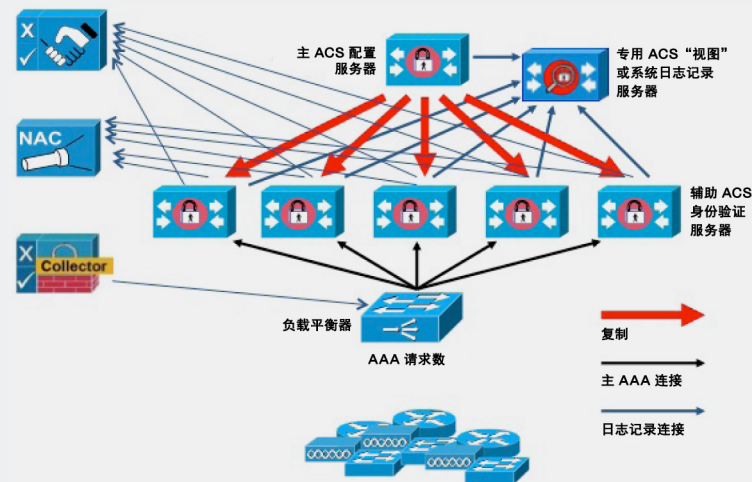 主 ACS 配置
服务器
专用 ACS“视图”
或系统日志记录
服务器
NAC
辅助 ACS
身份验证
服务器
Collector
负载平衡器
AAA 请求数
复制
主 AAA 连接
日志记录连接